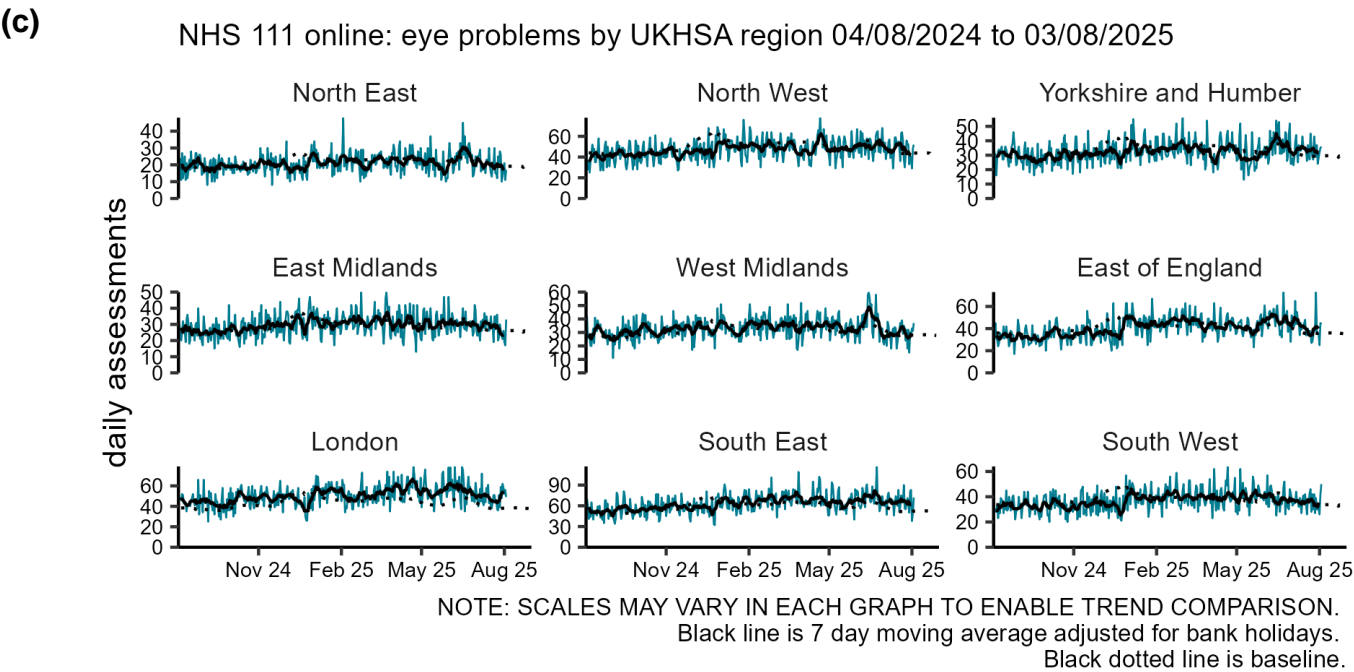 (c)
NHS 111 online: eye problems by UKHSA region 04/08/2024 to 03/08/2025
daily assessments
North East
40
30
20
10
0
North West
60
40
20
0
Yorkshire and Humber
50
40
30
20
10
0
East Midlands
50
40
30
20
10
0
West Midlands
60
50
40
30
20
10
0
East of England
60
40
20
0
London
60
40
20
0
South East
90
60
30
0
South West
60
40
20
0
Nov 24 Feb 25 May 25 Aug 25
Nov 24 Feb 25 May 25 Aug 25
Nov 24 Feb 25 May 25 Aug 25
NOTE: SCALES MAY VARY IN EACH GRAPH TO ENABLE TREND COMPARISON.
Black line is 7 day moving average adjusted for bank holidays.
Black dotted line is baseline.